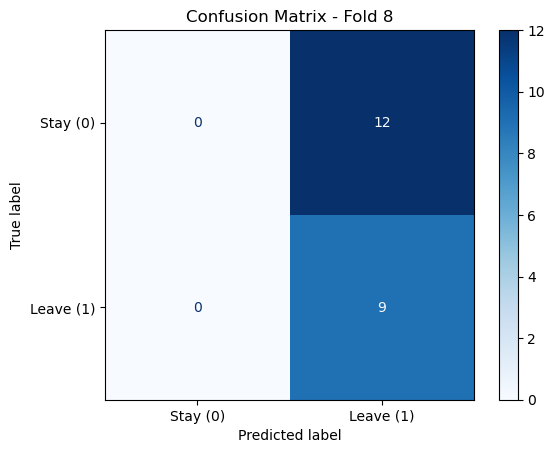 Confusion Matrix - Fold 8
12
Stay (0)
0
12
10
8
True label
6
4
Leave (1)
0
9
2
0
Stay (0)
Leave (1)
Predicted label